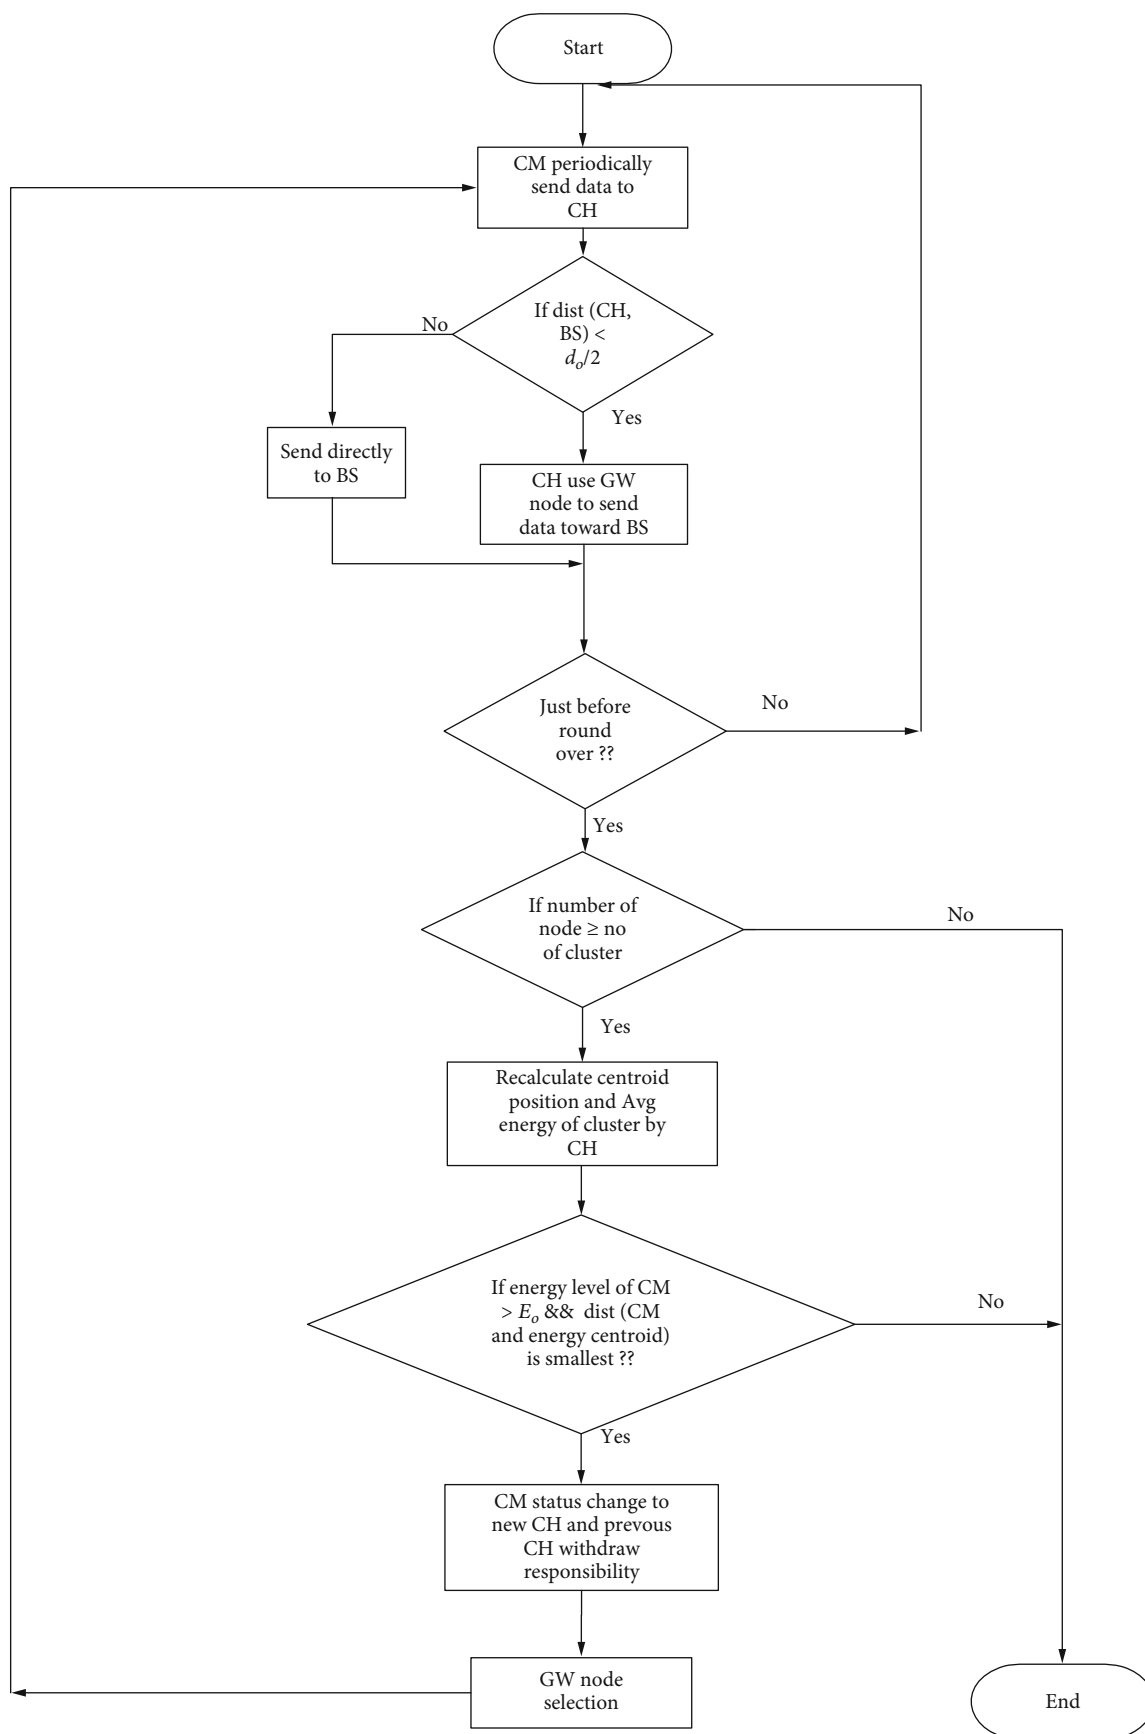 Start
CM periodically
send data to
CH
If dist (CH,
BS) <
dₒ/2
No
Yes
Send directly
to BS
CH use GW
node to send
data toward BS
Just before
round
over ??
No
Yes
If number of
node ≥ no
of cluster
No
Yes
Recalculate centroid
position and Avg
energy of cluster by
CH
If energy level of CM
> Eₒ && dist (CM
and energy centroid)
is smallest ??
No
Yes
CM status change to
new CH and prevous
CH withdraw
responsibility
GW node
selection
End